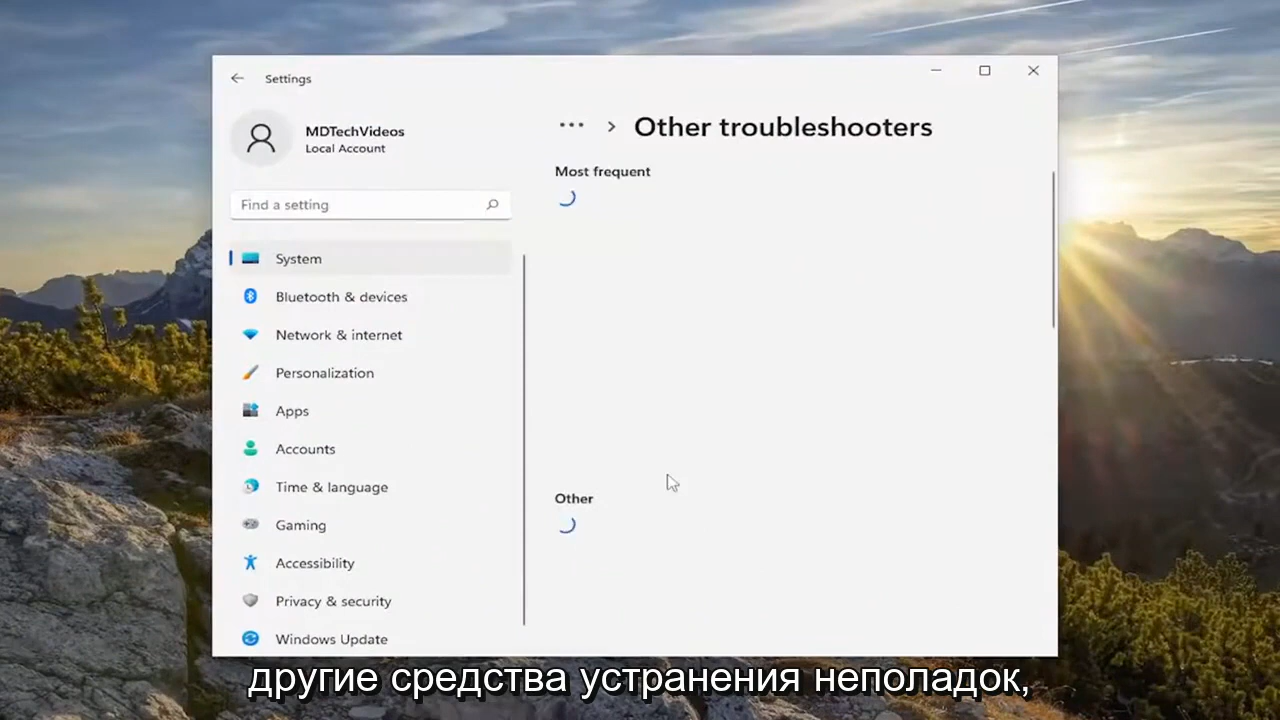 Settings
MDTechVideos
Local Account
Find a setting
System
Bluetooth & devices
Network & internet
Personalization
Apps
Accounts
Time & language
Gaming
Accessibility
Privacy & security
Windows Update
••• > Other troubleshooters
Most frequent
Other
другие средства устранения неполадок,